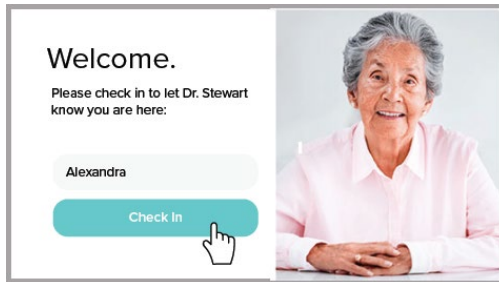 Welcome.
Please check in to let Dr. Stewart
know you are here:
Alexandra
Check In